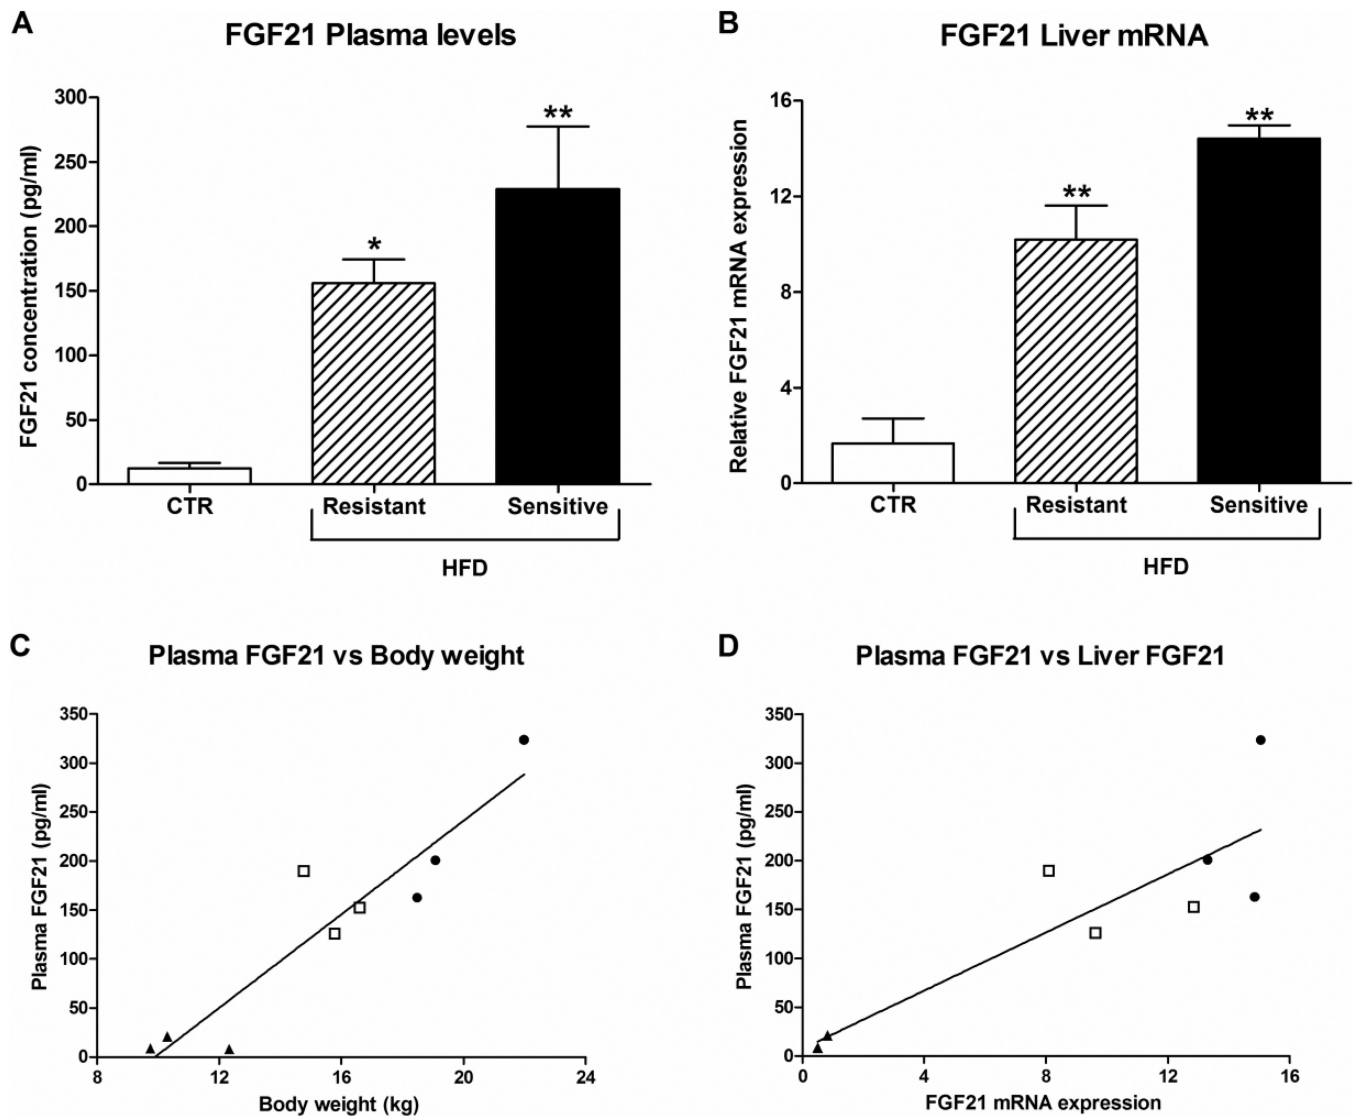 A
FGF21 Plasma levels
FGF21 concentration (pg/ml)
300
250
200
150
100
50
0
*
**
CTR
Resistant
Sensitive
HFD
B
FGF21 Liver mRNA
Relative FGF21 mRNA expression
16
12
8
4
0
**
**
CTR
Resistant
Sensitive
HFD
C
Plasma FGF21 vs Body weight
Plasma FGF21 (pg/ml)
350
300
250
200
150
100
50
0
8
12
16
20
24
Body weight (kg)
D
Plasma FGF21 vs Liver FGF21
Plasma FGF21 (pg/ml)
350
300
250
200
150
100
50
0
0
4
8
12
16
FGF21 mRNA expression